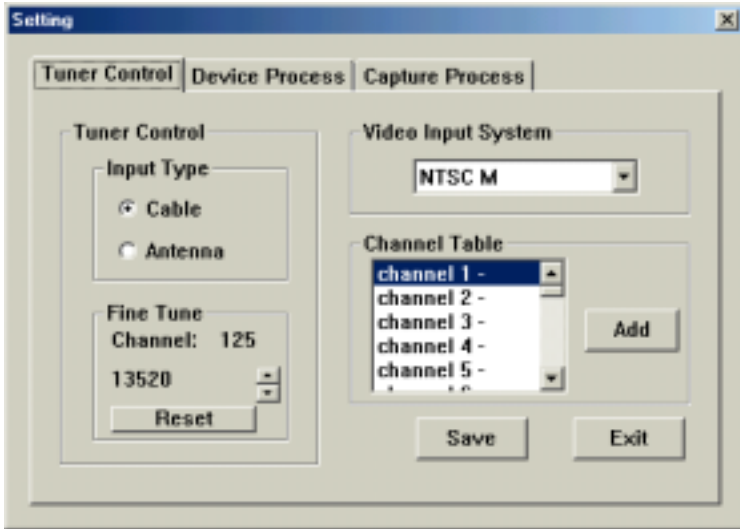 Setting
Tuner Control Device Process Capture Process
Tuner Control
Input Type
Cable
Antenna
Fine Tune
Channel: 125
13520
Reset
Video Input System
NTSC M
Channel Table
channel 1 -
channel 2 -
channel 3 -
channel 4 -
channel 5 -
Add
Save Exit